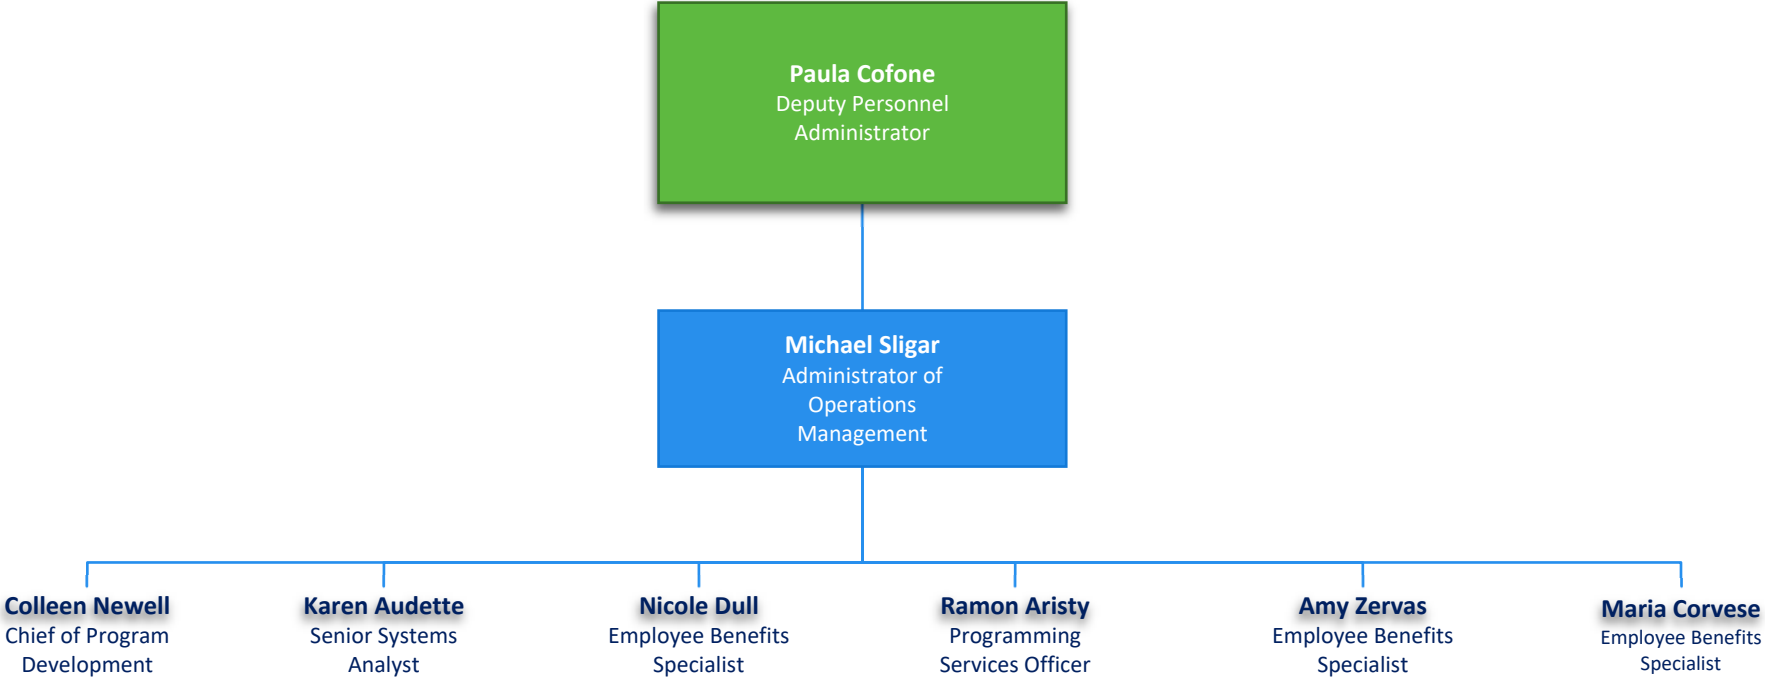 Paula Cofone
Deputy Personnel
Administrator
Michael Sligar
Administrator of
Operations
Management
Colleen Newell
Chief of Program
Development
Karen Audette
Senior Systems
Analyst
Nicole Dull
Employee Benefits
Specialist
Ramon Aristy
Programming
Services Officer
Amy Zervas
Employee Benefits
Specialist
Maria Corvese
Employee Benefits
Specialist